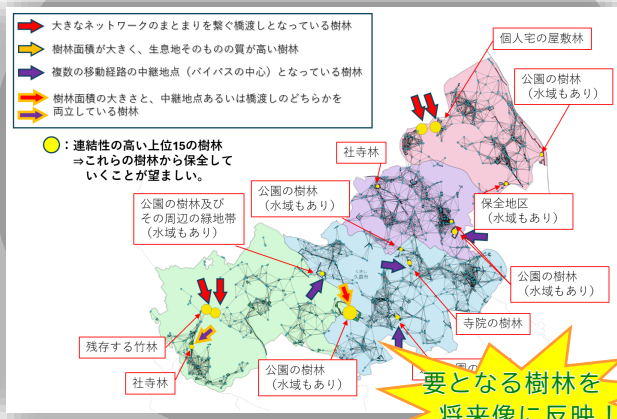 大きなネットワークのまとまりを繋ぐ橋渡しとなっている樹林
樹林面積が大きく、生息地そのものの質が高い樹林
複数の移動経路の中継地点(バイパスの中心)となっている樹林
樹林面積の大きさと、中継地点あるいは橋渡しのどちらかを
両立している樹林
:連結性の高い上位15の樹林
⇒これらの樹林から保全して
いくことが望ましい。
個人宅の屋敷林
公園の樹林
(水域もあり)
社寺林
公園の樹林
(水域もあり)
公園の樹林及び
その周辺の緑地帯
(水域もあり)
保全地区
(水域もあり)
公園の樹林
(水域もあり)
寺院の樹林
残存する竹林
社寺林
公園の樹林
(水域もあり)
要となる樹林を
将来像に反映!